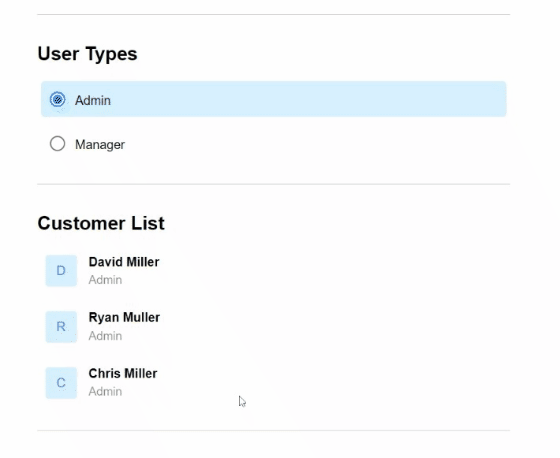 User Types
Admin
Manager
Customer List
D
David Miller
Admin
R
Ryan Muller
Admin
C
Chris Miller
Admin